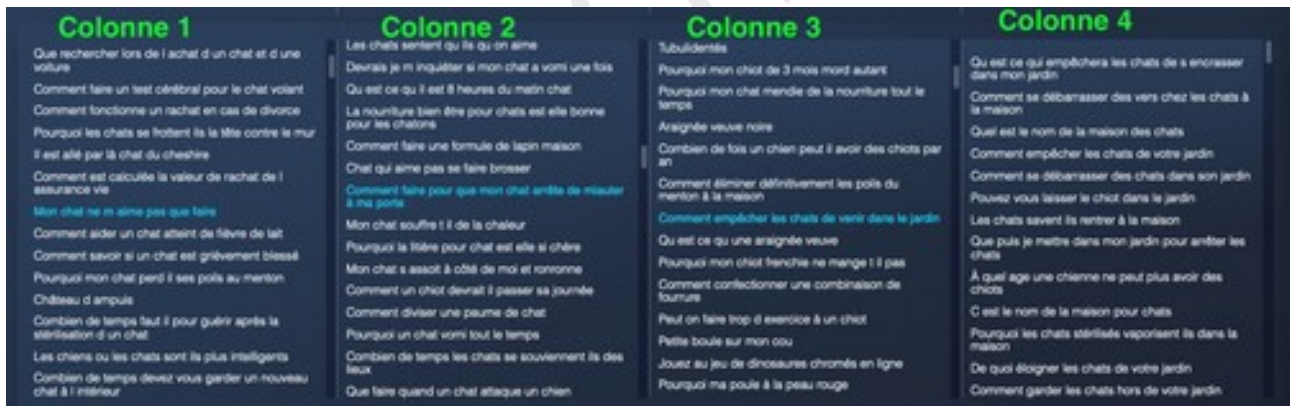 Colonne 1
Que rechercher lors de l achat d un chat et d une
voiture
Comment faire un test cérébral pour le chat volant
Comment fonctionne un rachat en cas de divorce
Pourquoi les chats se frottent ils la tête contre le mur
Il est allé par là chat du cheshire
Comment est calculée la valeur de rachat de l
assurance vie
Mon chat ne m aime pas que faire
Comment aider un chat atteint de fièvre de lait
Comment savoir si un chat est grièvement blessé
Pourquoi mon chat perd il ses poils au menton
Château d ampuis
Combien de temps faut il pour guérir après la
stérilisation d un chat
Les chiens ou les chats sont ils plus intelligents
Combien de temps devez vous garder un nouveau
chat à l intérieur
Colonne 2
Les chats sentent qu ils qu on aime
Devrais je m inquiéter si mon chat a vomi une fois
Qu est ce qu il est 8 heures du matin chat
La nourriture bien être pour chats est elle bonne
pour les chatons
Comment faire une formule de lapin maison
Chat qui aime pas se faire brosser
Comment faire pour que mon chat arrête de miauler
à ma porte
Mon chat souffre t il de la chaleur
Pourquoi la litière pour chat est elle si chère
Mon chat s assoit à côté de moi et ronronne
Comment un chiot devrait il passer sa journée
Comment diviser une paume de chat
Pourquoi un chat vomi tout le temps
Combien de temps les chats se souviennent ils des
lieux
Que faire quand un chat attaque un chien
Colonne 3
Tubulidentés
Pourquoi mon chiot de 3 mois mord autant
Pourquoi mon chat mendie de la nourriture tout le
temps
Araignée veuve noire
Combien de fois un chien peut il avoir des chiots par
an
Comment éliminer définitivement les poils du
menton à la maison
Comment empêcher les chats de venir dans le jardin
Qu est ce qu une araignée veuve
Pourquoi mon chiot frenchie ne mange t il pas
Comment confectionner une combinaison de
fourrure
Peut on faire trop d exercice à un chiot
Petite boule sur mon cou
Jouez au jeu de dinosaures chromés en ligne
Pourquoi ma poule à la peau rouge
Colonne 4
Qu est ce qui empêchera les chats de s encrasser
dans mon jardin
Comment se débarrasser des vers chez les chats à
la maison
Quel est le nom de la maison des chats
Comment empêcher les chats de votre jardin
Comment se débarrasser des chats dans son jardin
Pouvez vous laisser le chiot dans le jardin
Les chats savent ils rentrer à la maison
Que puis je mettre dans mon jardin pour arrêter les
chats
À quel age une chienne ne peut plus avoir des
chiots
C est le nom de la maison pour chats
Pourquoi les chats stérilisés vaporisent ils dans la
maison
De quoi éloigner les chats de votre jardin
Comment garder les chats hors de votre jardin